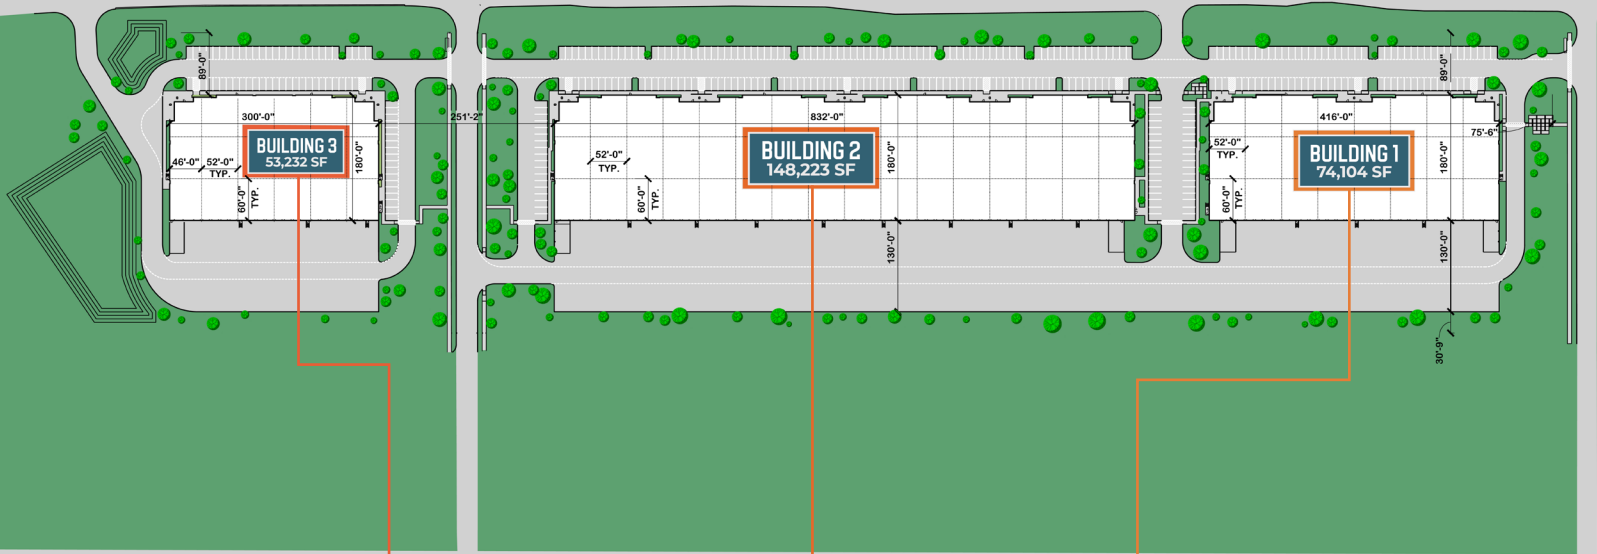 89'-0"
89'-0"
300'-0"
251'-2"
832'-0"
416'-0"
75'-6"
BUILDING 3
53,232 SF
BUILDING 2
148,223 SF
BUILDING 1
74,104 SF
46'-0"
52'-0"
TYP.
180'-0"
60'-0"
TYP.
52'-0"
TYP.
180'-0"
60'-0"
TYP.
52'-0"
TYP.
180'-0"
60'-0"
TYP.
130'-0"
130'-0"
30'-9"